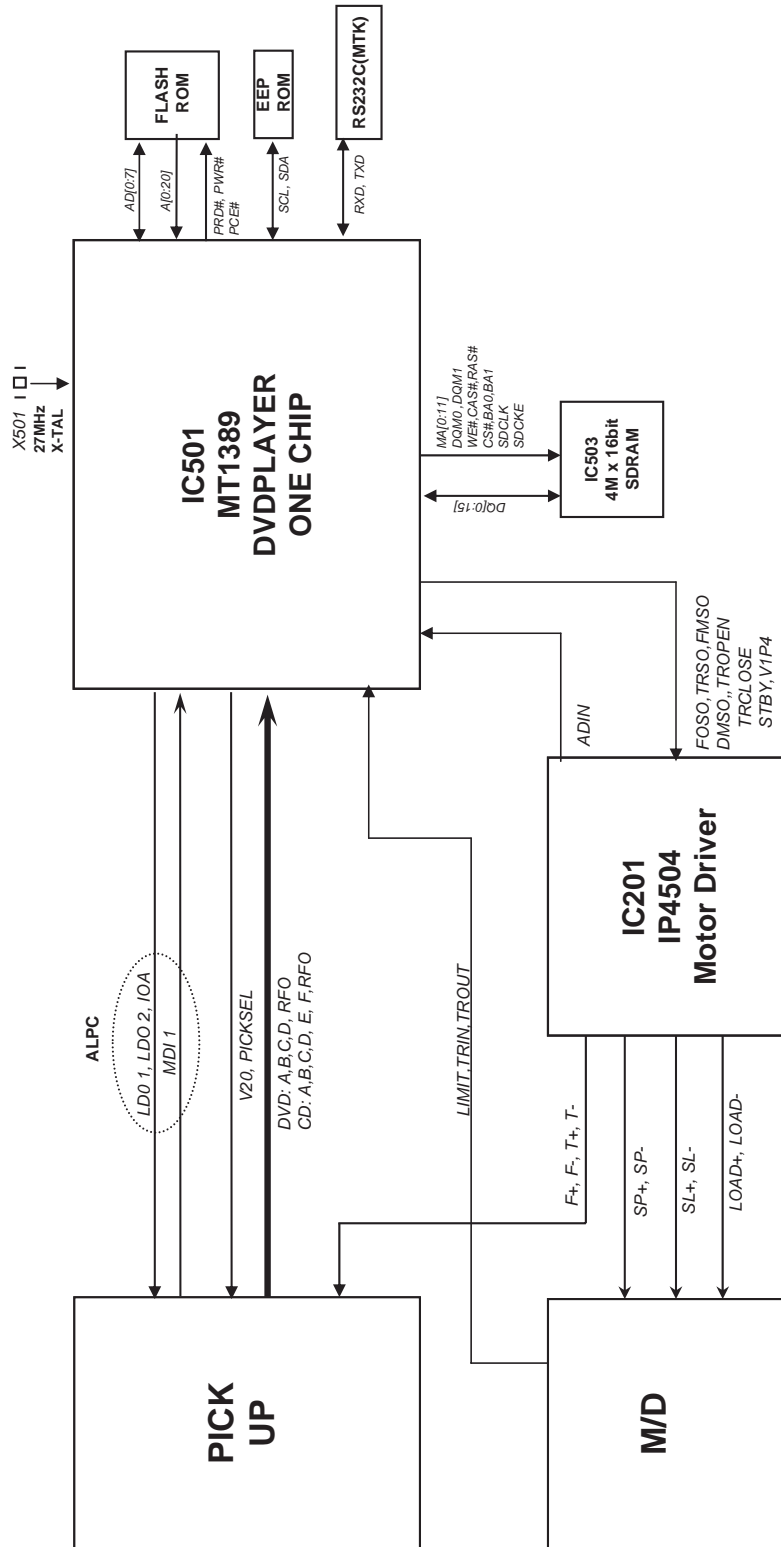 X501
27MHz
X-TAL
FLASH
ROM
AD[0:7]
A[0:20]
PRD#, PWR#
PCE#
EEP
ROM
SCL, SDA
RS232C(MTK)
RXD, TXD
IC501
MT1389
DVDPLAYER
ONE CHIP
MA[0:11]
DQM0 ,DQM1
WE#,CAS#,RAS#
CS#,BA0,BA1
SDCLK
SDCKE
DQ[0:15]
IC503
4M x 16bit
SDRAM
ALPC
LD0 1, LDO 2, IOA
MDI 1
V20, PICKSEL
DVD: A,B,C,D, RFO
CD: A,B,C,D, E, F,RFO
LIMIT,TRIN,TROUT
ADIN
FOSO,TRSO,FMSO
DMSO,,TROPEN
TRCLOSE
STBY,V1P4
PICK
UP
F+, F-, T+, T-
SP+, SP-
SL+, SL-
LOAD+, LOAD-
IC201
IP4504
Motor Driver
M/D